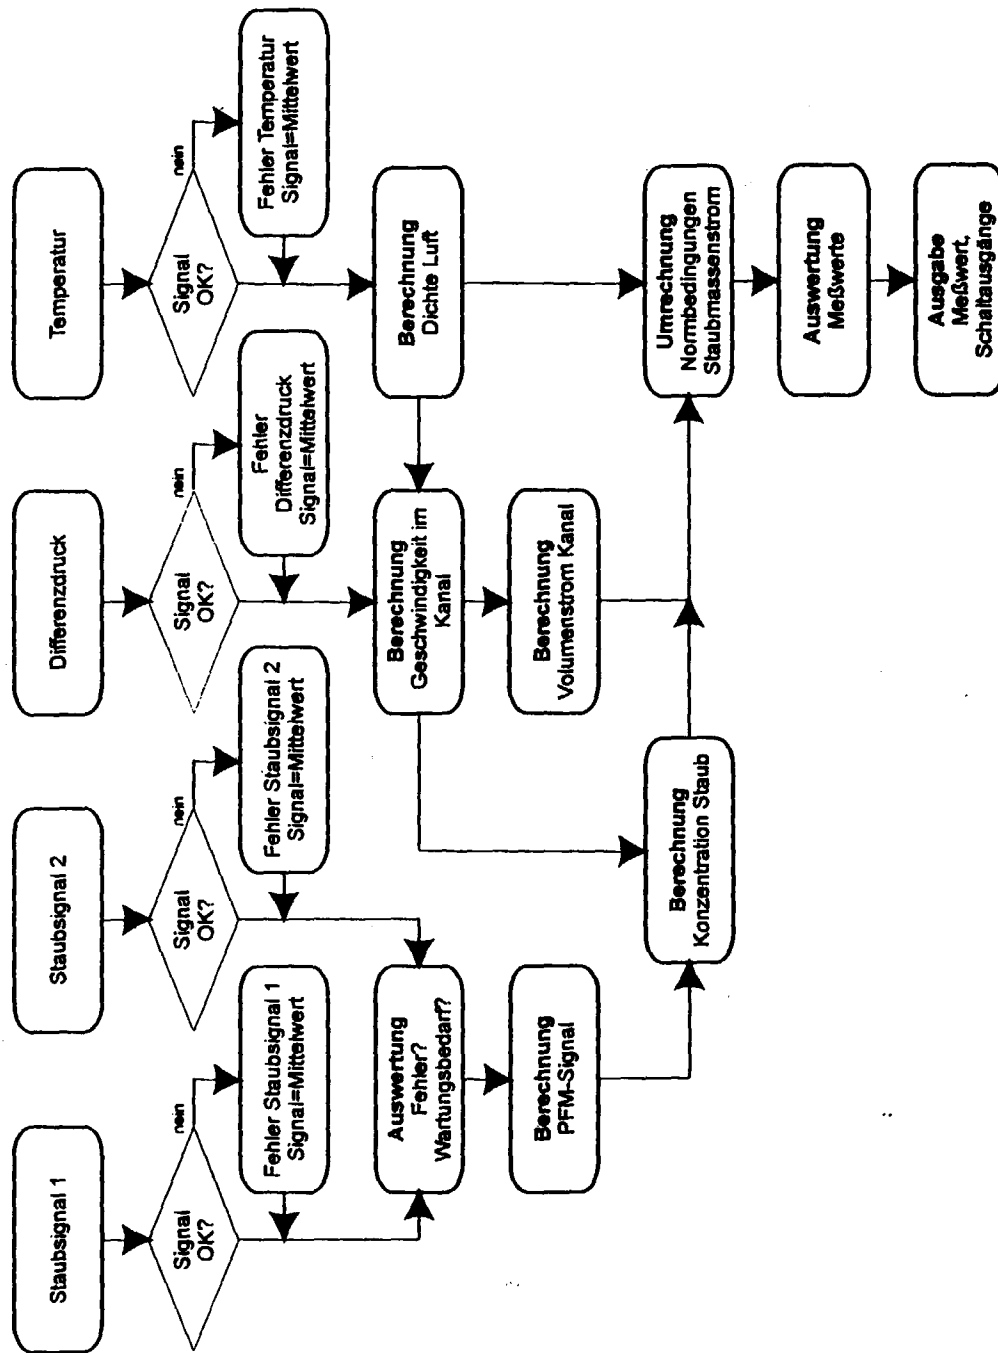 Staubsignal 1
Staubsignal 2
Differenzdruck
Temperatur
Signal
OK?
nein
Signal
OK?
nein
Signal
OK?
nein
Signal
OK?
nein
Fehler Staubsignal 1
Signal=Mittelwert
Fehler Staubsignal 2
Signal=Mittelwert
Fehler
Differenzdruck
Signal=Mittelwert
Fehler Temperatur
Signal=Mittelwert
Auswertung
Fehler?
Wartungsbedarf?
Berechnung
Geschwindigkeit im
Kanal
Berechnung
Dichte Luft
Berechnung
PFM-Signal
Berechnung
Volumenstrom Kanal
Berechnung
Konzentration Staub
Umrechnung
Normbedingungen
Staubmassenstrom
Auswertung
Meßwerte
Ausgabe
Meßwert,
Schaltausgänge